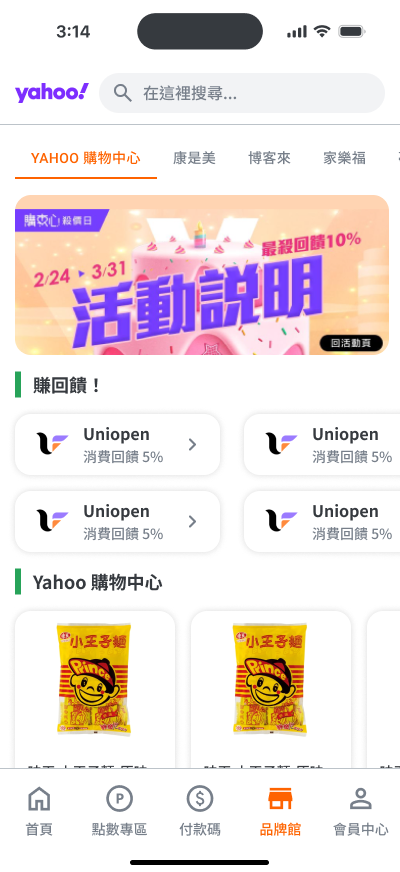 3:14
yahoo!
在這裡搜尋...
YAHOO 購物中心
康是美
博客來
家樂福
購衷心 殺價日
最殺回饋10%
2/24 ▸ 3/31
活動説明
回活動頁
賺回饋！
Uniopen
消費回饋 5%
Uniopen
消費回饋 5%
Uniopen
消費回饋 5%
Uniopen
消費回饋 5%
Yahoo 購物中心
小王子麵
Prince
小王子麵
Prince
首頁
點數專區
付款碼
品牌館
會員中心